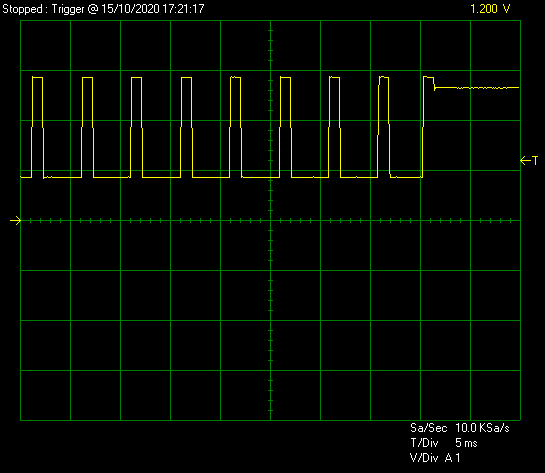 Stopped : Trigger @ 15/10/2020 17:21:17 1.200 V
T
Sa/Sec 10.0 KSa/s
T/Div 5 ms
V/Div A 1